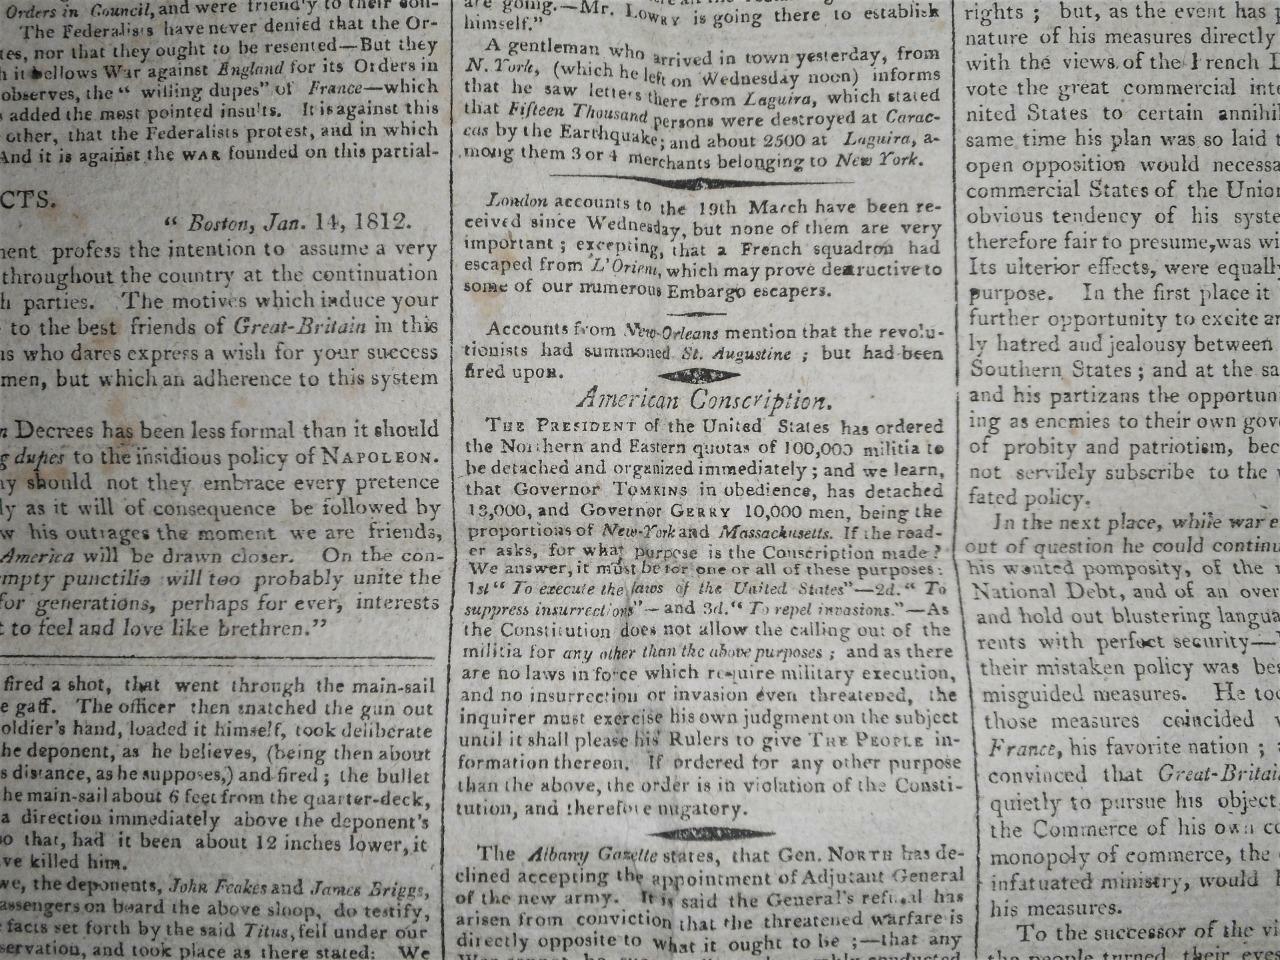 Orders in Council, and were friend'y to their con-
The Federalists have never denied that the Or-
tes, nor that they ought to be resented—But they
h it bellows War against England for its Orders in
observes, the "willing dupes" of France—which
added the most pointed insu'ts. It is against this
other, that the Federalists protest, and in which
And it is against the WAR founded on this partial-
CTS.
" Boston, Jan. 14, 1812.
ment profess the intention to assume a very
throughout the country at the continuation
h parties. The motives which induce your
to the best friends of Great-Britain in this
is who dares express a wish for your success
men, but which an adherence to this system
n Decrees has been less formal than it should
g dupes to the insidious policy of NAPOLEON.
ny should not they embrace every pretence
ly as it will of consequence be followed by
w his outrages the moment we are friends,
America will be drawn closer. On the con-
empty punctilio will too probably unite the
for generations, perhaps for ever, interests
t to feel and love like brethren."
fired a shot, that went through the main-sail
e gaff. The officer then snatched the gun out
oldier's hand, loaded it himself, took deliberate
he deponent, as he believes, (being then about
s distance, as he supposes,) and fired ; the bullet
he main-sail about 6 feet from the quarter-deck,
a direction immediately above the deponent's
so that, had it been about 12 inches lower, it
ve killed him.
we, the deponents, John Feakes and James Briggs,
assengers on board the above sloop, do testify,
facts set forth by the said Titus, fell under our
servation, and took place as there stated: We
are going.—Mr. LOWRY is going there to establish
himself."
A gentleman who arrived in town yesterday, from
N. York, (which he left on Wednesday noon) informs
that he saw letters there from Laguira, which stated
that Fifteen Thousand persons were destroyed at Carac-
cas by the Earthquake; and about 2500 at Laguira, a-
mong them 3 or 4 merchants belonging to New York.
London accounts to the 19th March have been re-
ceived since Wednesday, but none of them are very
important ; excepting, that a French squadron had
escaped from L'Orient, which may prove destructive to
some of our numerous Embargo escapers.
Accounts from New-Orleans mention that the revolu-
tionists had summoned St. Augustine ; but had been
fired upon.
American Conscription.
THE PRESIDENT of the United States has ordered
the Northern and Eastern quotas of 100,000 militia to
be detached and organized immediately ; and we learn,
that Governor TOMKINS in obedience, has detached
13,000, and Governor GERRY 10,000 men, being the
proportions of New-York and Massachusetts. If the read-
er asks, for what purpose is the Conscription made ?
We answer, it must be for one or all of these purposes :
1st " To execute the laws of the United States"—2d. " To
suppress insurrections"—and 3d. " To repel invasions."—As
the Constitution does not allow the calling out of the
militia for any other than the above purposes ; and as there
are no laws in force which require military execution,
and no insurrection or invasion even threatened, the
inquirer must exercise his own judgment on the subject
until it shall please his Rulers to give THE PEOPLE in-
formation thereon. If ordered for any other purpose
than the above, the order is in violation of the Consti-
tution, and therefore nugatory.
The Albany Gazette states, that Gen. NORTH has de-
clined accepting the appointment of Adjutant General
of the new army. It is said the General's refusal has
arisen from conviction that the threatened warfare is
directly opposite to what it ought to be ;—that any
rights ; but, as the event has
nature of his measures directly
with the views of the French
vote the great commercial inte
nited States to certain annihil
same time his plan was so laid
open opposition would necessa
commercial States of the Union
obvious tendency of his syste
therefore fair to presume, was wi
Its ulterior effects, were equally
purpose. In the first place it
further opportunity to excite an
ly hatred and jealousy between
Southern States ; and at the sa
and his partizans the opportun
ing as enemies to their own gov
of probity and patriotism, bec
not servilely subscribe to the
fated policy.
In the next place, while war e
out of question he could continu
his wanted pomposity, of the
National Debt, and of an over
and hold out blustering langua
rents with perfect security—
their mistaken policy was bes
misguided measures. He too
those measures coincided
France, his favorite nation ;
convinced that Great-Britain
quietly to pursue his object
the Commerce of his own co
monopoly of commerce, the
infatuated ministry, would
his measures.
To the successor of the vi
the people turned their eyes